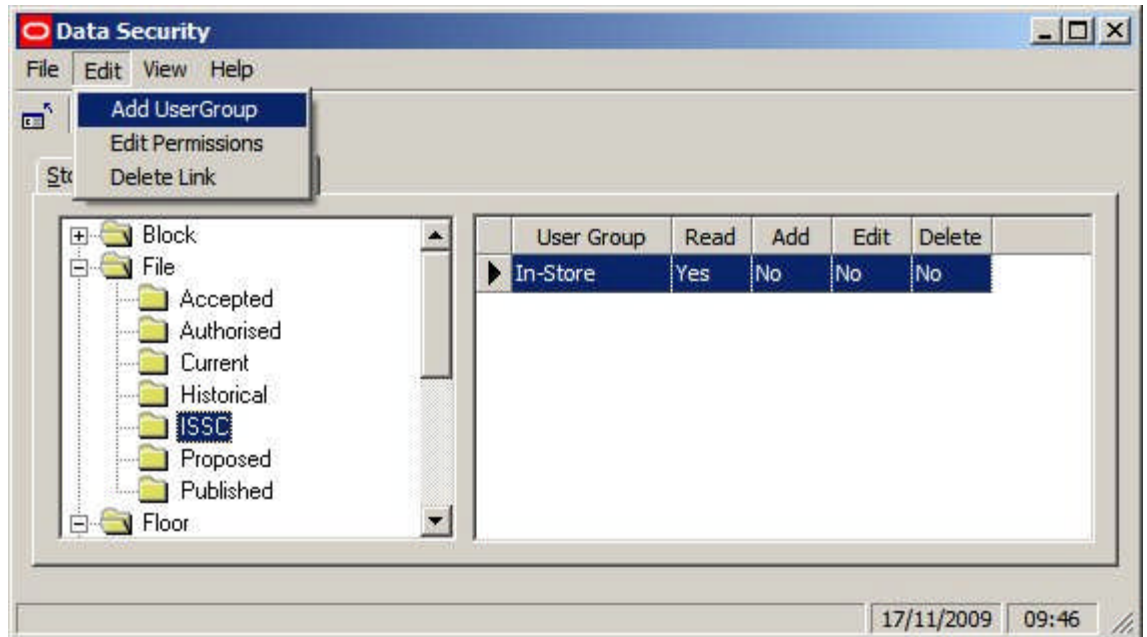 Data Security
File Edit View Help
Add UserGroup
Edit Permissions
Delete Link
Block
File
Accepted
Authorised
Current
Historical
ISSC
Proposed
Published
Floor
User Group Read Add Edit Delete
In-Store Yes No No No
17/11/2009 09:46